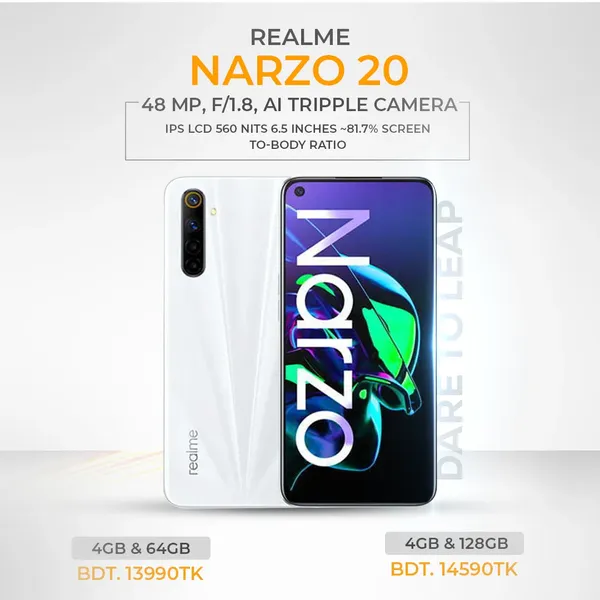 REALME
NARZO 20
48 MP, F/1.8, AI TRIPPLE CAMERA
IPS LCD 560 NITS 6.5 INCHES ~81.7% SCREEN
TO-BODY RATIO
realme
Narzo
DARE TO LEAP
4GB & 64GB
BDT. 13990TK
4GB & 128GB
BDT. 14590TK